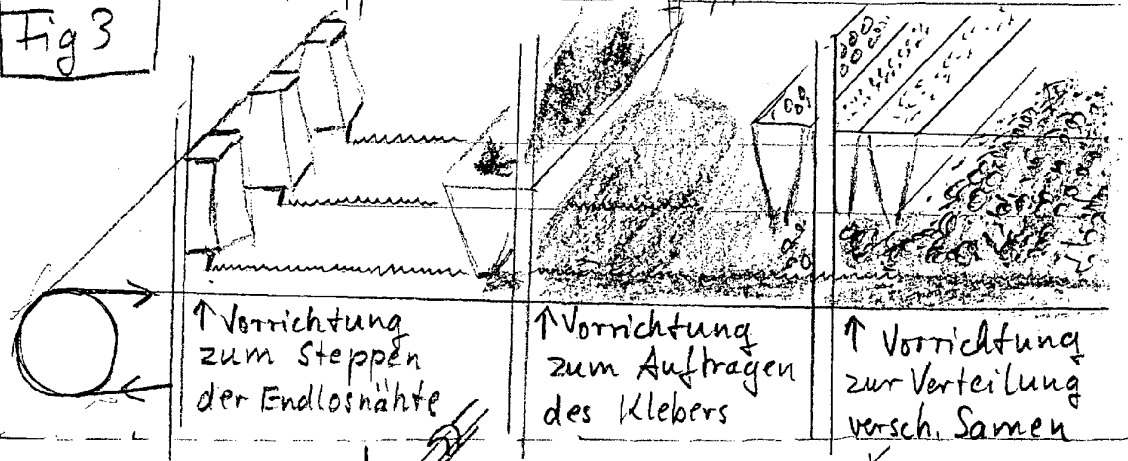 Fig 3
↑ Vorrichtung
zum Steppen
der Endlosnähte
↑ Vorrichtung
zum Auftragen
des Klebers
↑ Vorrichtung
zur Verteilung
versch. Samen